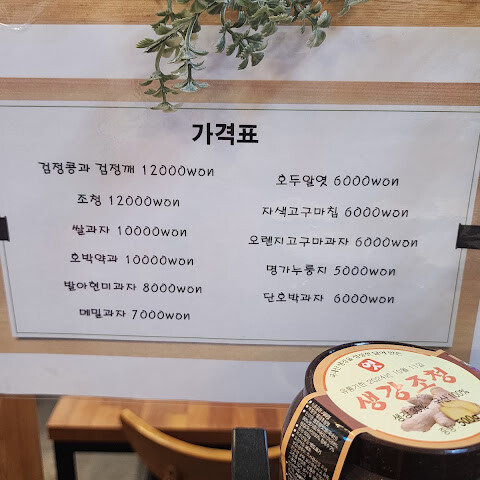 가격표
검정콩과 검정깨 12000won
조청 12000won
쌀과자 10000won
호박약과 10000won
발아현미과자 8000won
메밀과자 7000won
호두알엿 6000won
자색고구마칩 6000won
오렌지고구마과자 6000won
명가누룽지 5000won
단호박과자 6000won
생강조청